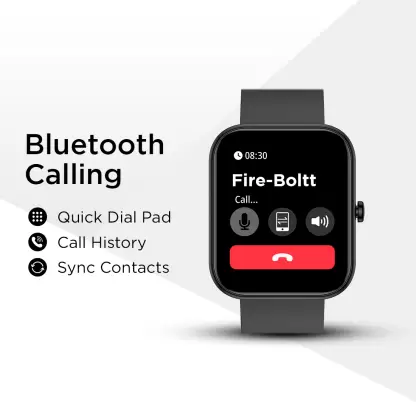 Bluetooth
Calling
Quick Dial Pad
Call History
Sync Contacts
08:30
Fire-Boltt
Call...